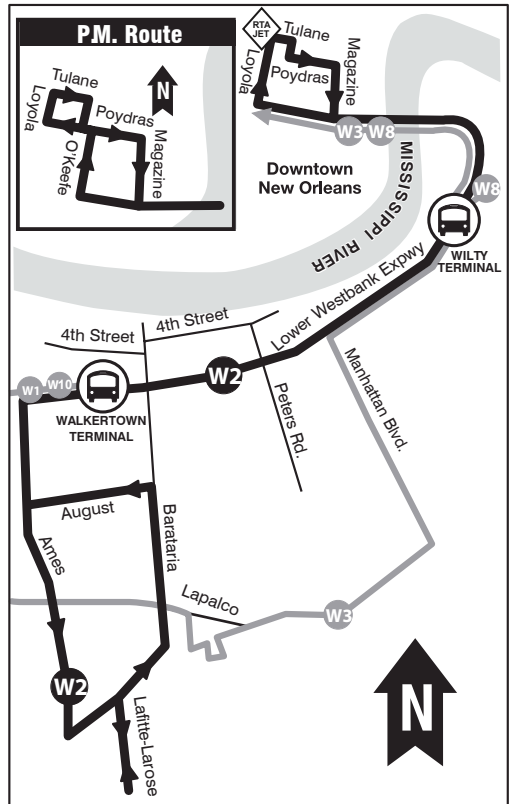 P.M. Route
Tulane
Loyola
Poydras
O'Keefe
Magazine
N
RTA
JET
Tulane
Loyola
Poydras
Magazine
W3 W8
Downtown
New Orleans
MISSISSIPPI RIVER
W8
WILTY
TERMINAL
Lower Westbank Expwy
4th Street
4th Street
W2
W1 W10
WALKERTOWN
TERMINAL
Peters Rd.
Manhattan Blvd.
August
Barataria
Ames
Lapalco
W3
W2
Lafitte-Larose
N